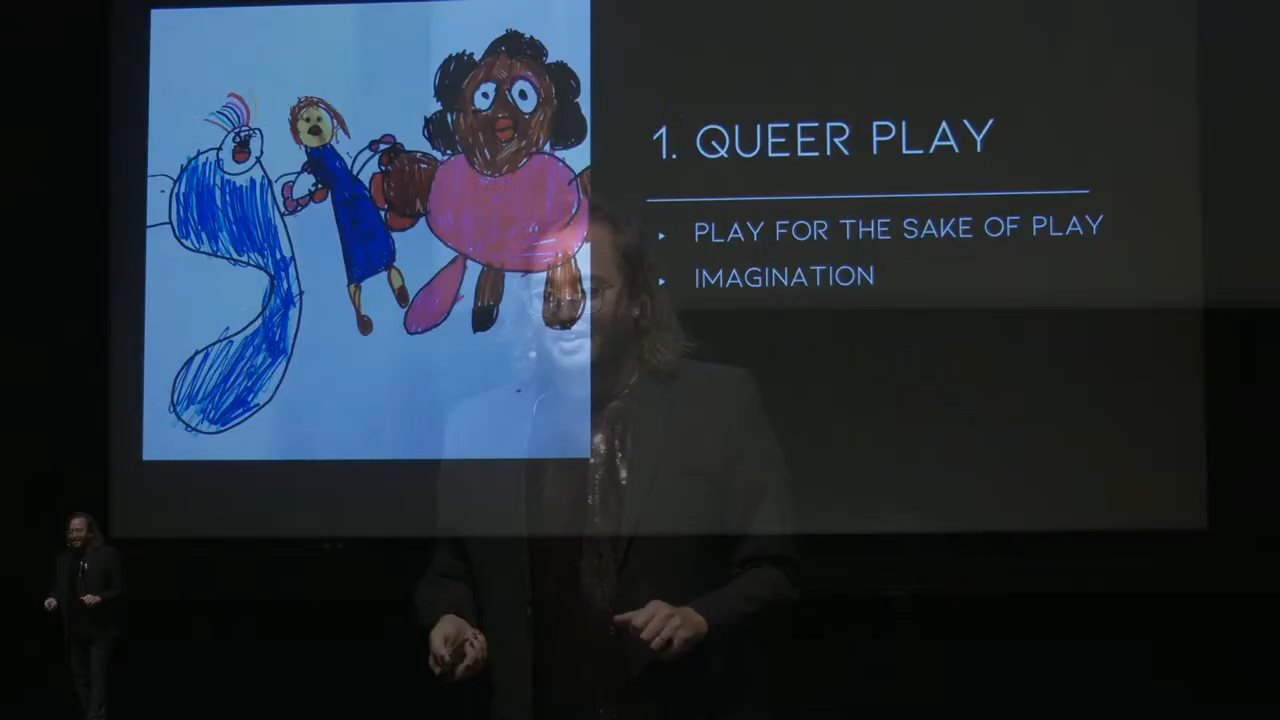 1. QUEER PLAY
▸ PLAY FOR THE SAKE OF PLAY
▸ IMAGINATION